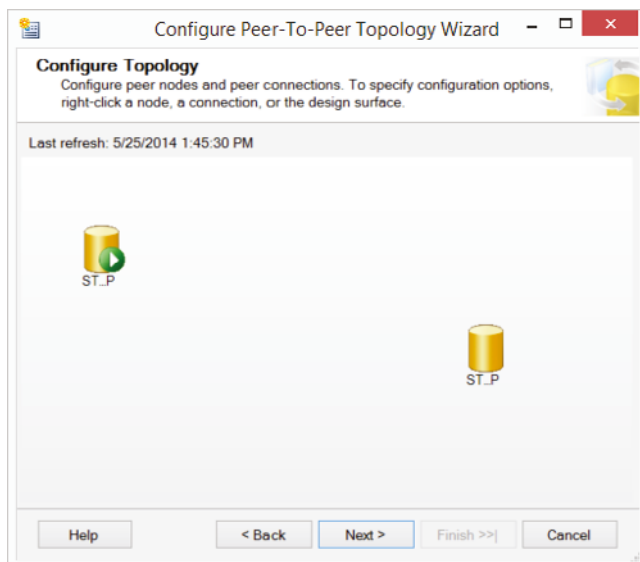 Configure Peer-To-Peer Topology Wizard
Configure Topology
Configure peer nodes and peer connections. To specify configuration options,
right-click a node, a connection, or the design surface.
Last refresh: 5/25/2014 1:45:30 PM
ST_P
ST_P
Help
< Back
Next >
Finish >>|
Cancel